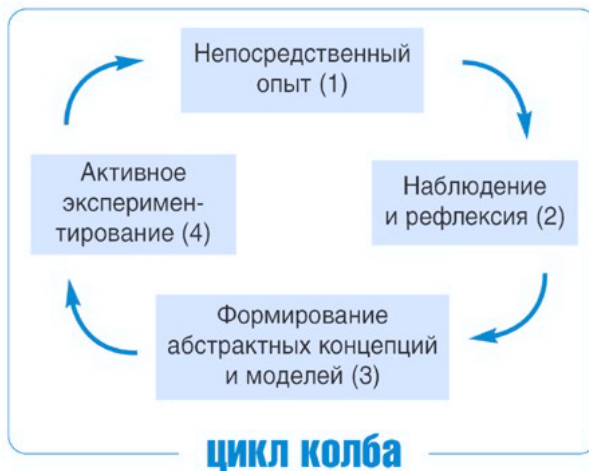 Непосредственный
опыт (1)
Наблюдение
и рефлексия (2)
Формирование
абстрактных концепций
и моделей (3)
Активное
эксперимен-
тирование (4)
цикл колба